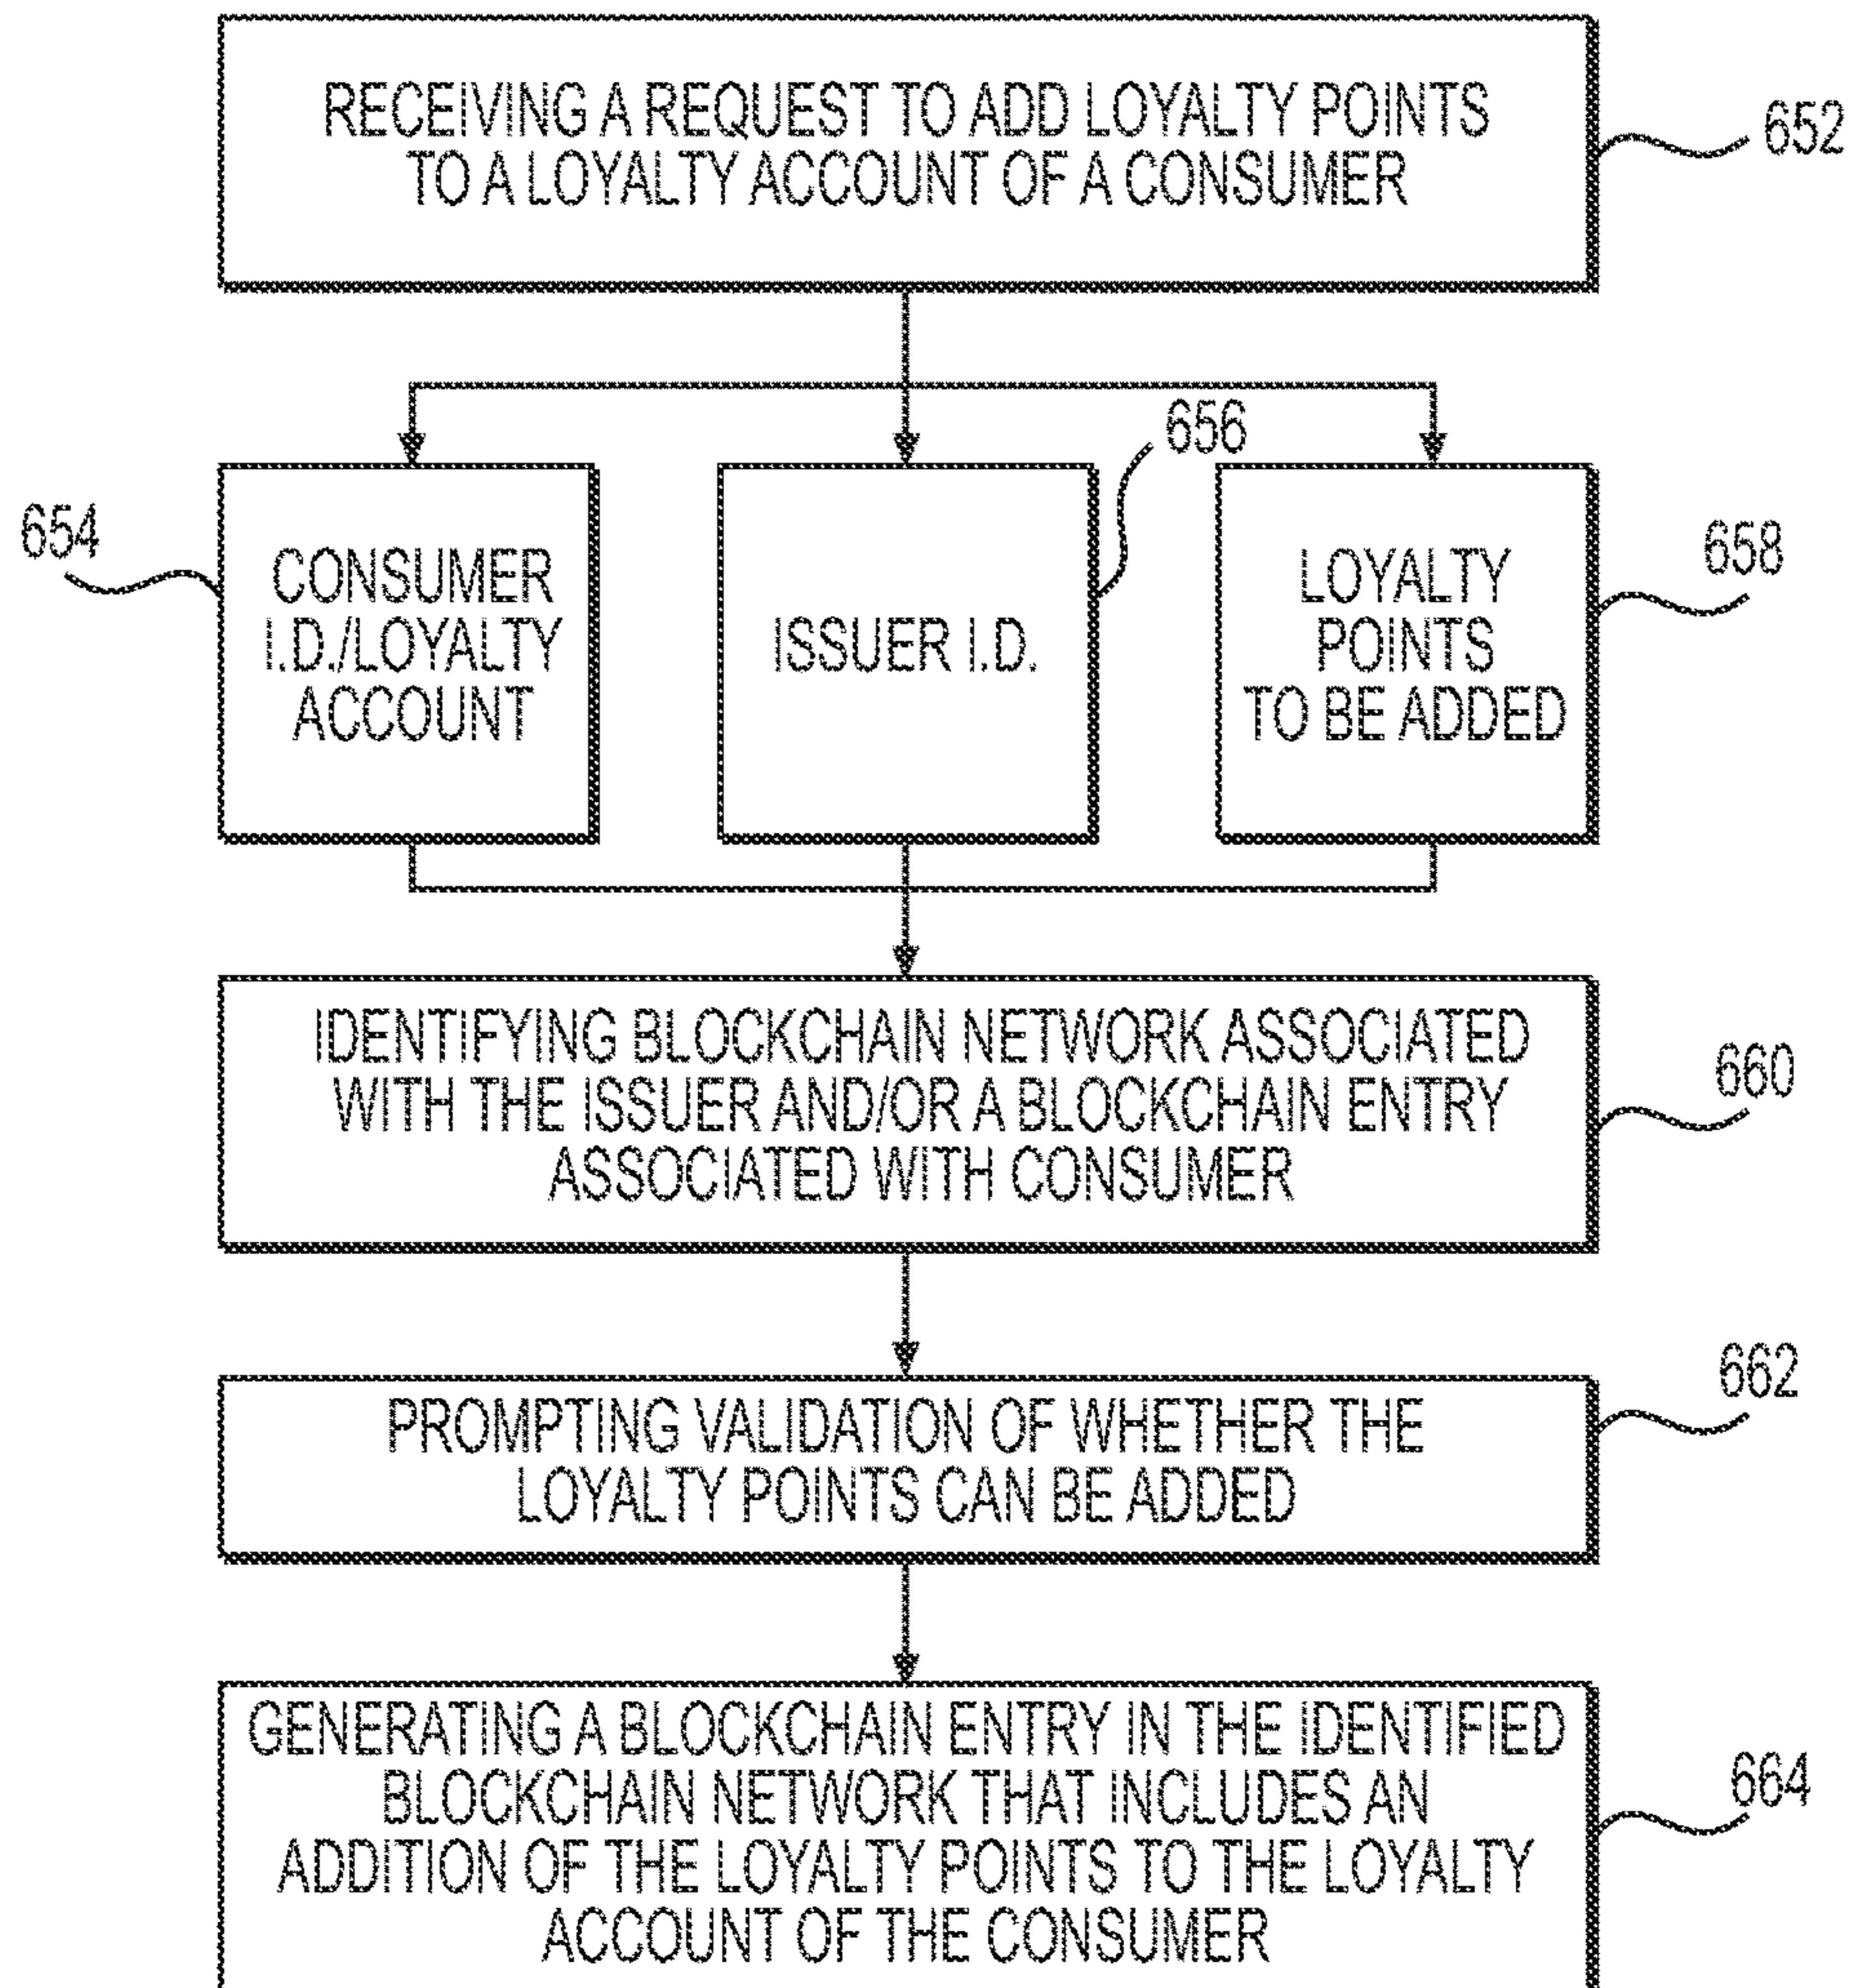 RECEIVING A REQUEST TO ADD LOYALTY POINTS
TO A LOYALTY ACCOUNT OF A CONSUMER
652
654
CONSUMER
I.D./LOYALTY
ACCOUNT
656
ISSUER I.D.
658
LOYALTY
POINTS
TO BE ADDED
IDENTIFYING BLOCKCHAIN NETWORK ASSOCIATED
WITH THE ISSUER AND/OR A BLOCKCHAIN ENTRY
ASSOCIATED WITH CONSUMER
660
PROMPTING VALIDATION OF WHETHER THE
LOYALTY POINTS CAN BE ADDED
662
GENERATING A BLOCKCHAIN ENTRY IN THE IDENTIFIED
BLOCKCHAIN NETWORK THAT INCLUDES AN
ADDITION OF THE LOYALTY POINTS TO THE LOYALTY
ACCOUNT OF THE CONSUMER
664